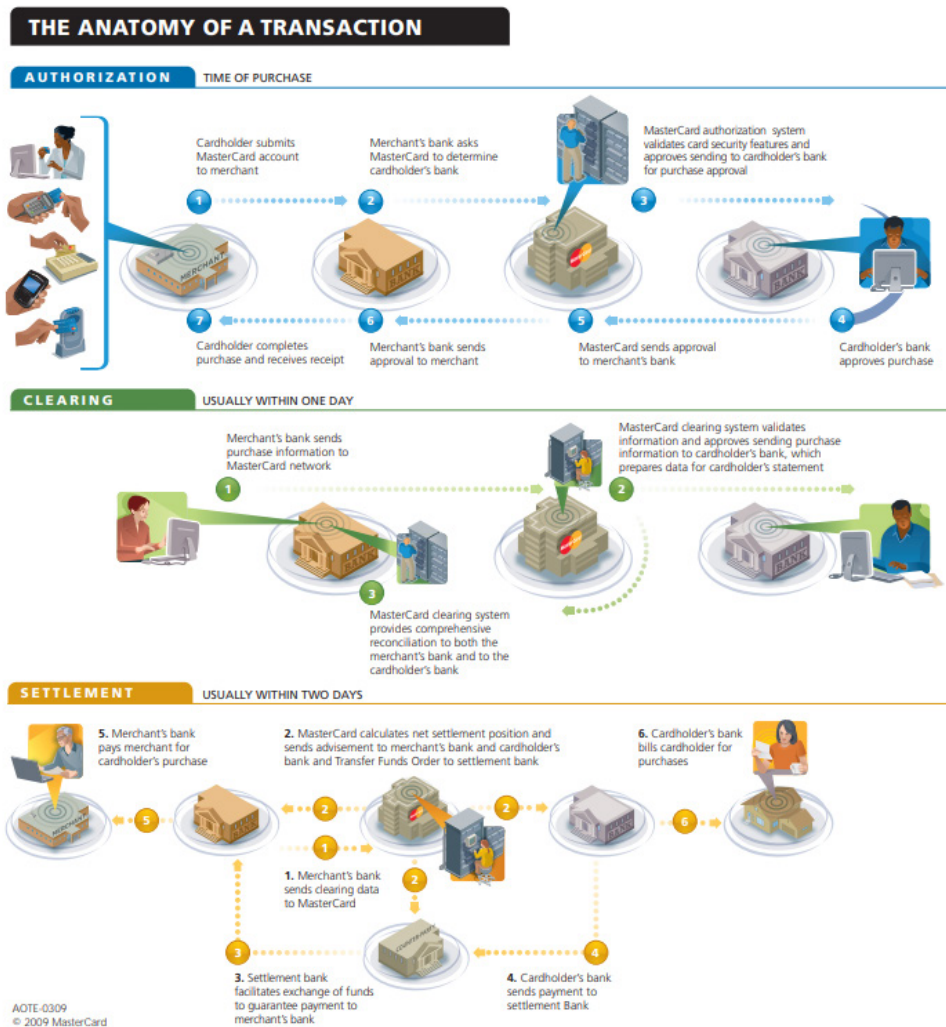 THE ANATOMY OF A TRANSACTION
AUTHORIZATION
TIME OF PURCHASE
Cardholder submits
MasterCard account
to merchant
Merchant's bank asks
MasterCard to determine
cardholder's bank
MasterCard authorization system
validates card security features and
approves sending to cardholder's bank
for purchase approval
1
2
3
MERCHANT
BANK
BANK
7
6
5
4
Cardholder completes
purchase and receives receipt
Merchant's bank sends
approval to merchant
MasterCard sends approval
to merchant's bank
Cardholder's bank
approves purchase
CLEARING
USUALLY WITHIN ONE DAY
Merchant's bank sends
purchase information to
MasterCard network
MasterCard clearing system validates
information and approves sending purchase
information to cardholder's bank, which
prepares data for cardholder's statement
1
2
BANK
BANK
3
MasterCard clearing system
provides comprehensive
reconciliation to both the
merchant's bank and to the
cardholder's bank
SETTLEMENT
USUALLY WITHIN TWO DAYS
5. Merchant's bank
pays merchant for
cardholder's purchase
2. MasterCard calculates net settlement position and
sends advisement to merchant's bank and cardholder's
bank and Transfer Funds Order to settlement bank
6. Cardholder's bank
bills cardholder for
purchases
MERCHANT
5
BANK
2
2
BANK
6
1
1. Merchant's bank
sends clearing data
to MasterCard
2
3
4
3. Settlement bank
facilitates exchange of funds
to guarantee payment to
merchant's bank
4. Cardholder's bank
sends payment to
settlement Bank
AOTE-0309
© 2009 MasterCard